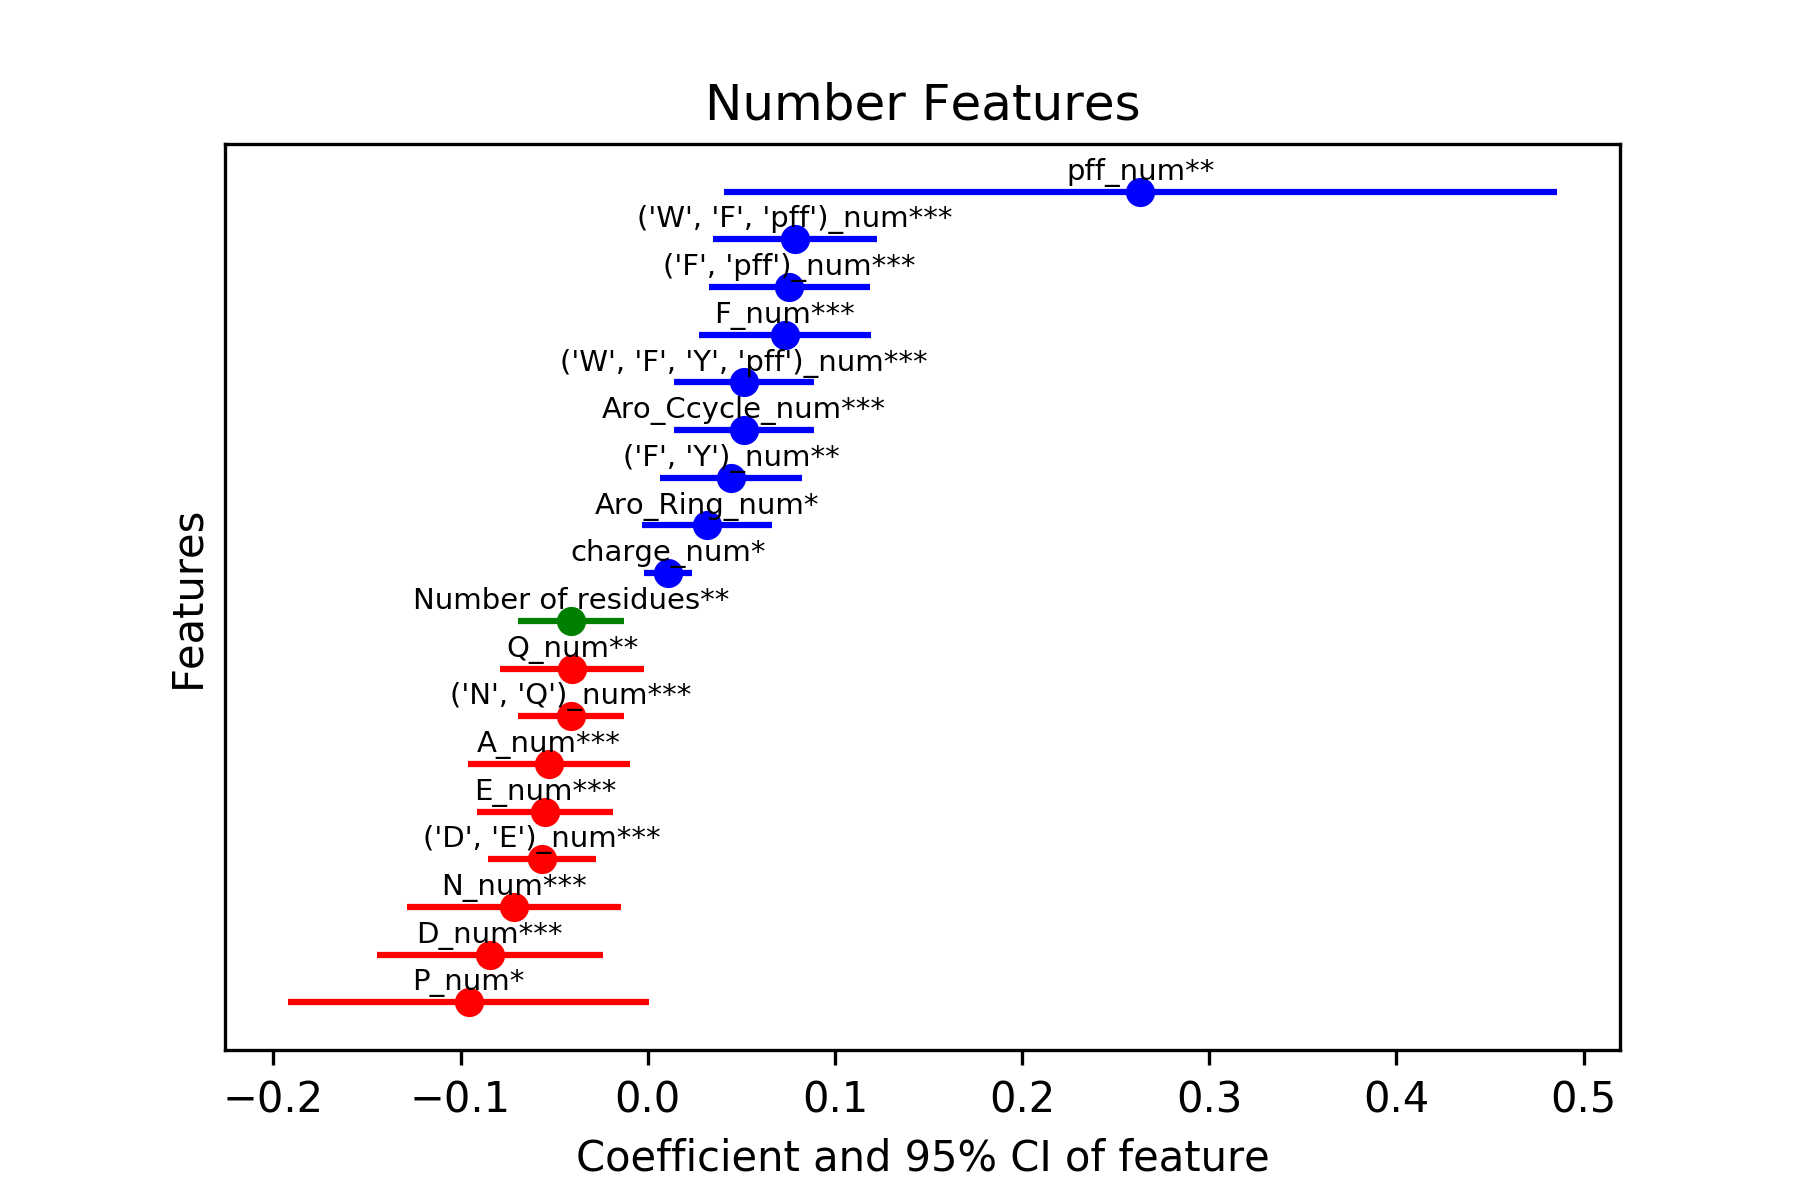 Number Features
pff_num**
('W', 'F', 'pff')_num***
('F', 'pff')_num***
F_num***
('W', 'F', 'Y', 'pff')_num***
Aro_Ccycle_num***
('F', 'Y')_num**
Aro_Ring_num*
charge_num*
Number of residues**
Q_num**
('N', 'Q')_num***
A_num***
E_num***
('D', 'E')_num***
N_num***
D_num***
P_num*
Features
−0.2 −0.1 0.0 0.1 0.2 0.3 0.4 0.5
Coefficient and 95% CI of feature